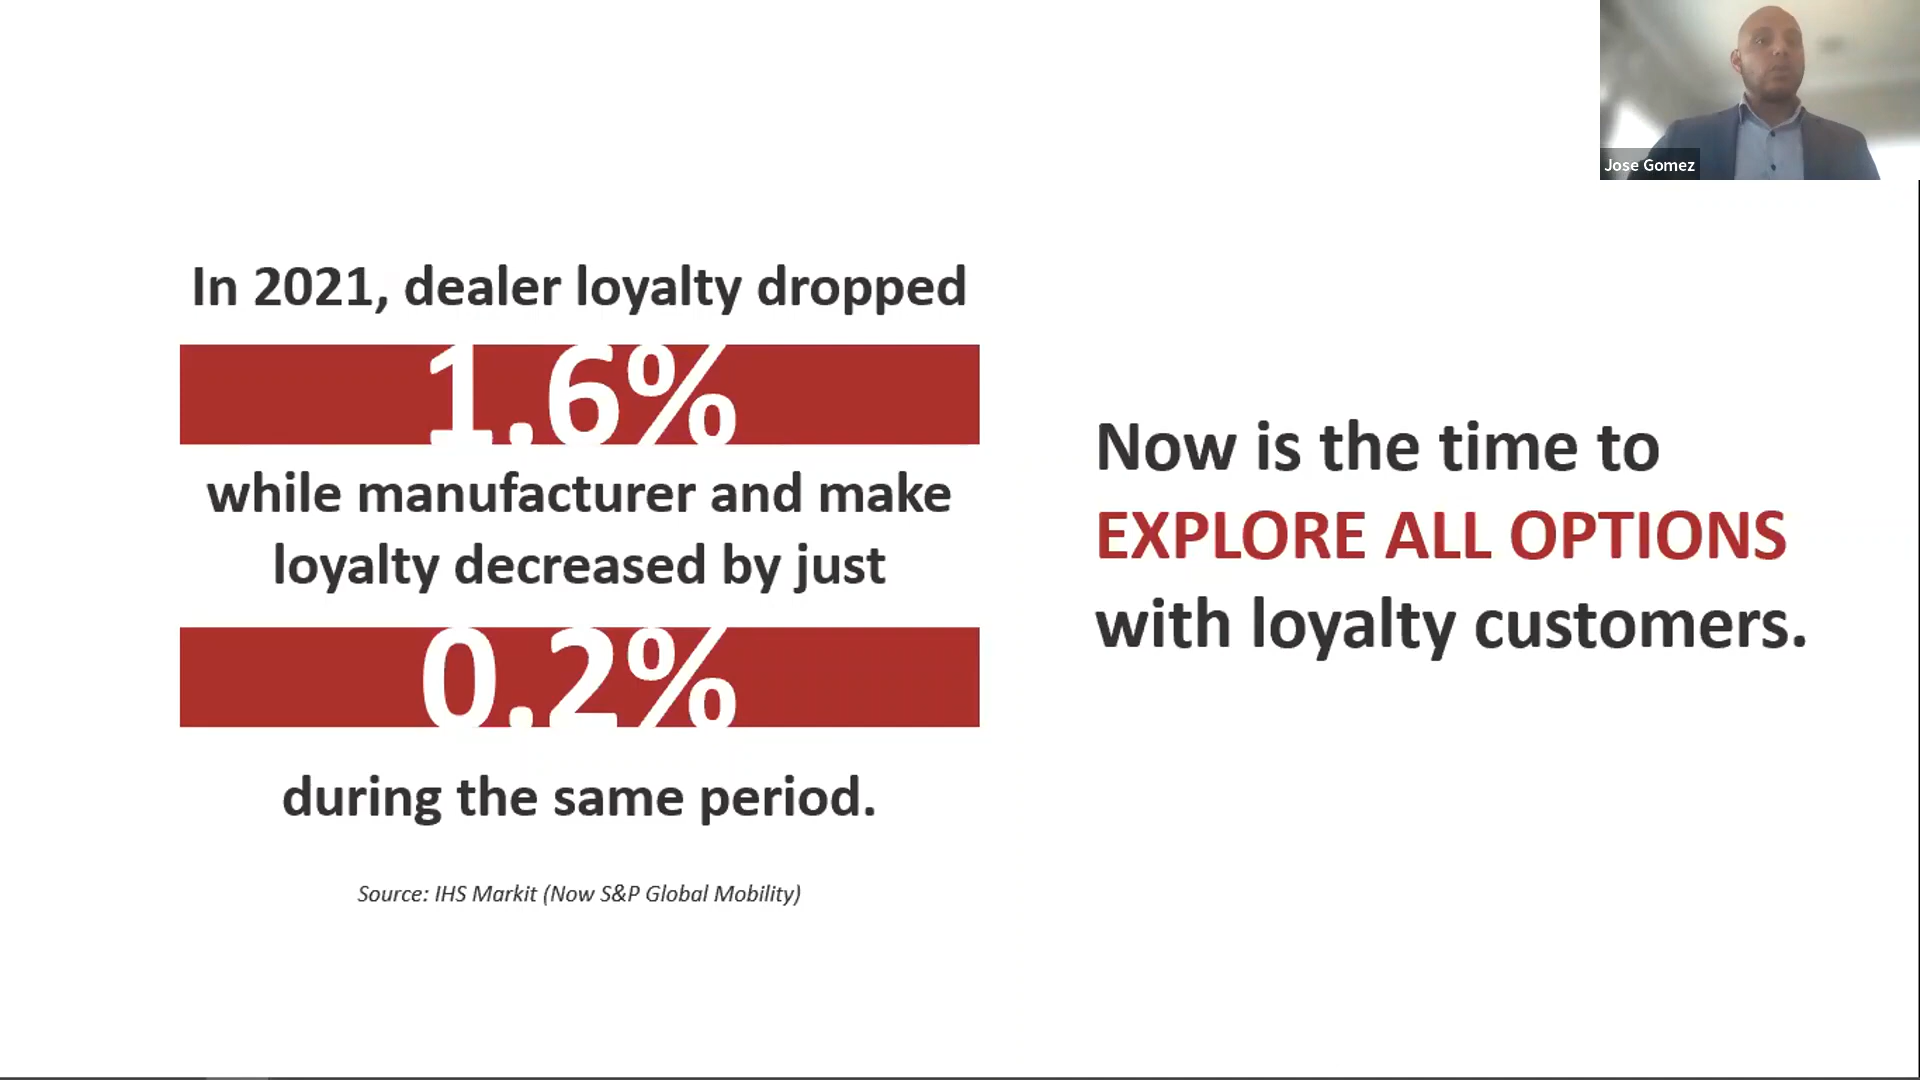 Jose Gomez
In 2021, dealer loyalty dropped
1.6%
while manufacturer and make
loyalty decreased by just
0.2%
during the same period.
Source: IHS Markit (Now S&P Global Mobility)
Now is the time to
EXPLORE ALL OPTIONS
with loyalty customers.